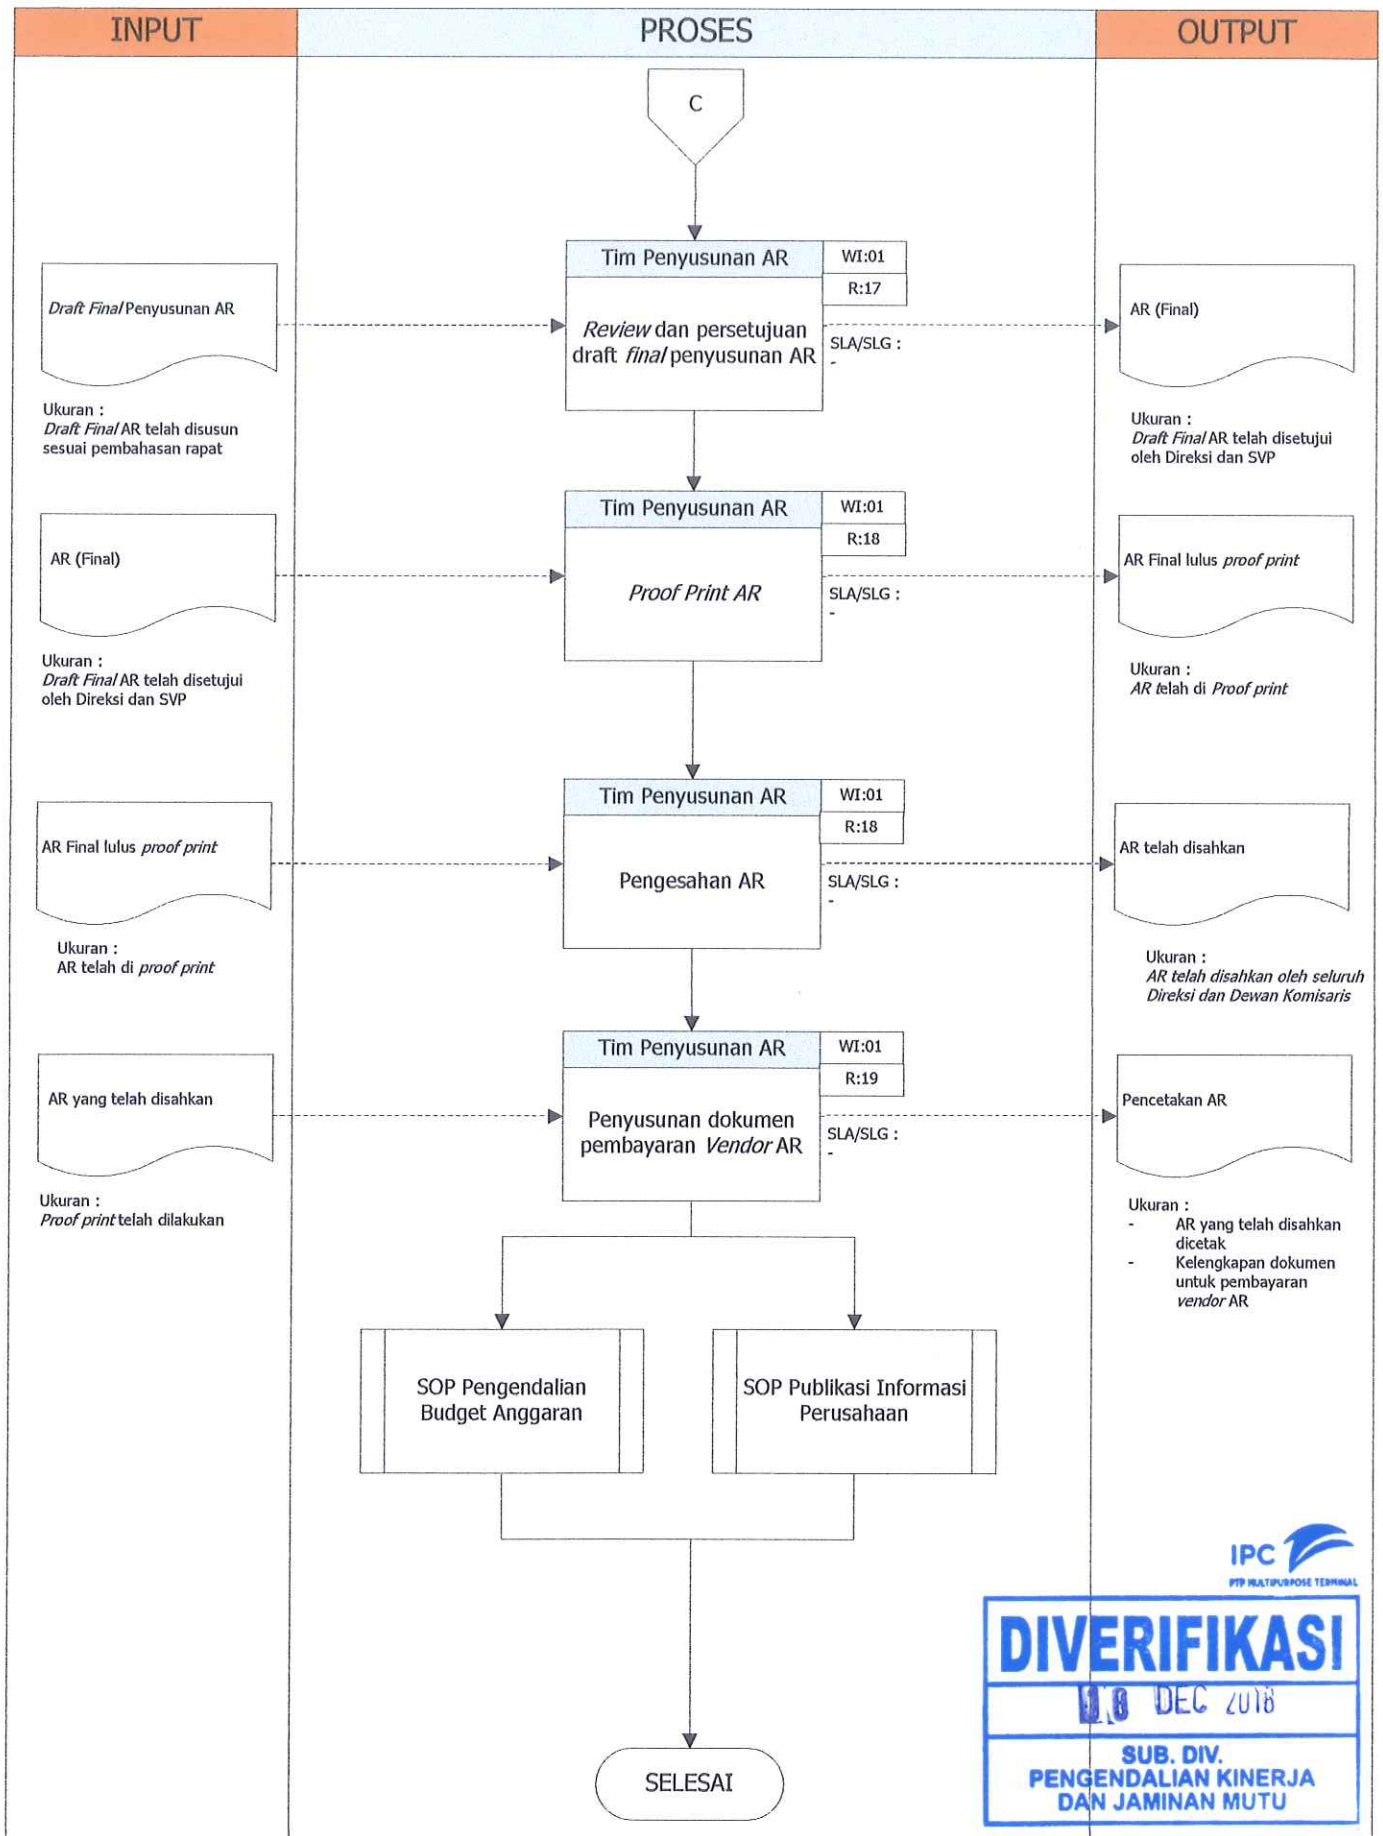 INPUT
PROSES
OUTPUT
C
Tim Penyusunan AR
WI:01
R:17
Draft Final Penyusunan AR
Review dan persetujuan
draft final penyusunan AR
SLA/SLG :
-
AR (Final)
Ukuran :
Draft Final AR telah disusun
sesuai pembahasan rapat
Ukuran :
Draft Final AR telah disetujui
oleh Direksi dan SVP
Tim Penyusunan AR
WI:01
R:18
AR (Final)
Proof Print AR
SLA/SLG :
-
AR Final lulus proof print
Ukuran :
Draft Final AR telah disetujui
oleh Direksi dan SVP
Ukuran :
AR telah di Proof print
Tim Penyusunan AR
WI:01
R:18
AR Final lulus proof print
Pengesahan AR
SLA/SLG :
-
AR telah disahkan
Ukuran :
AR telah di proof print
Ukuran :
AR telah disahkan oleh seluruh
Direksi dan Dewan Komisaris
Tim Penyusunan AR
WI:01
R:19
AR yang telah disahkan
Penyusunan dokumen
pembayaran Vendor AR
SLA/SLG :
-
Pencetakan AR
Ukuran :
Proof print telah dilakukan
Ukuran :
- AR yang telah disahkan
dicetak
- Kelengkapan dokumen
untuk pembayaran
vendor AR
SOP Pengendalian
Budget Anggaran
SOP Publikasi Informasi
Perusahaan
SELESAI
IPC
PTP MULTIPURPOSE TERMINAL
DIVERIFIKASI
DEC 2018
SUB. DIV.
PENGENDALIAN KINERJA
DAN JAMINAN MUTU